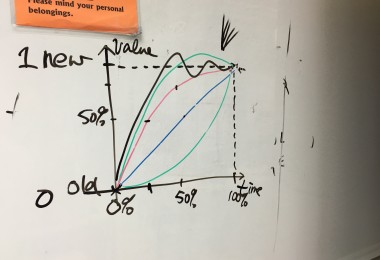 Please mind your personal
belongings.
Value
1 new
50%
0 Old
0%
50%
100%
time